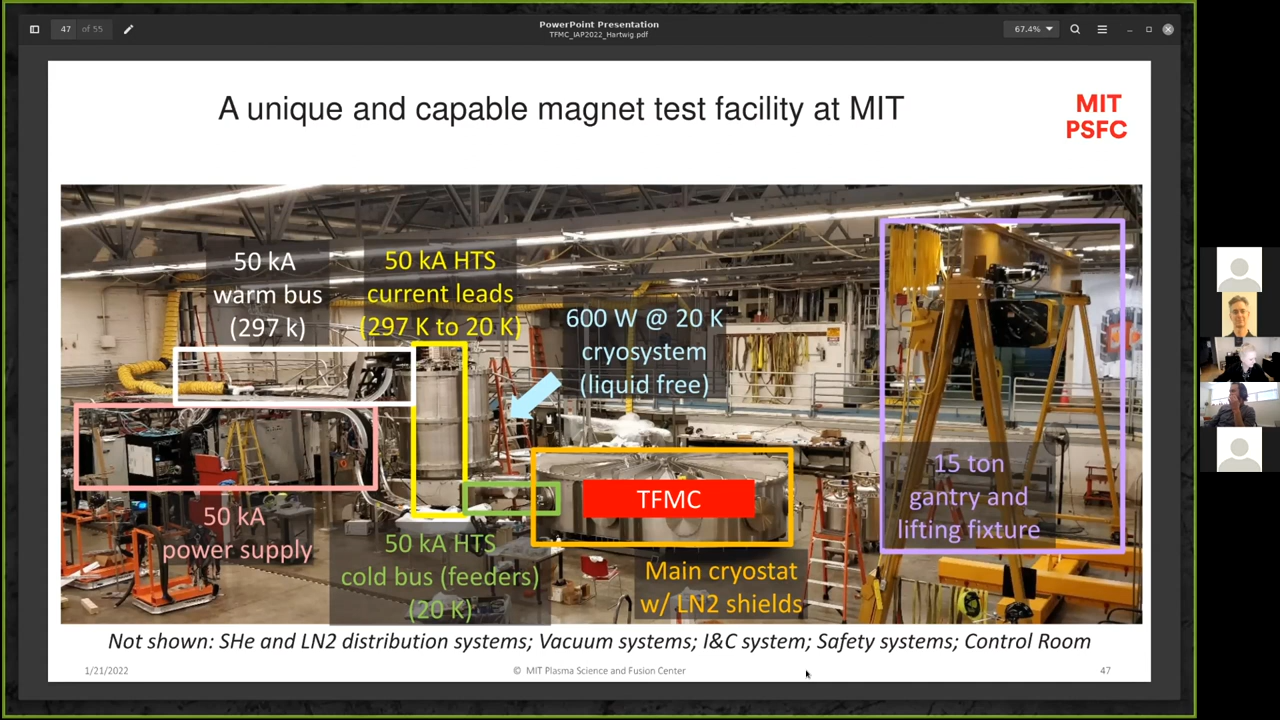 47
of 55
PowerPoint Presentation
TFMC_IAP2022_Hartwig.pdf
67.4%
A unique and capable magnet test facility at MIT
MIT
PSFC
50 kA
warm bus
(297 k)
50 kA HTS
current leads
(297 K to 20 K)
600 W @ 20 K
cryosystem
(liquid free)
50 kA
power supply
50 kA HTS
cold bus (feeders)
(20 K)
TFMC
Main cryostat
w/ LN2 shields
15 ton
gantry and
lifting fixture
Not shown: SHe and LN2 distribution systems; Vacuum systems; I&C system; Safety systems; Control Room
1/21/2022
© MIT Plasma Science and Fusion Center
47